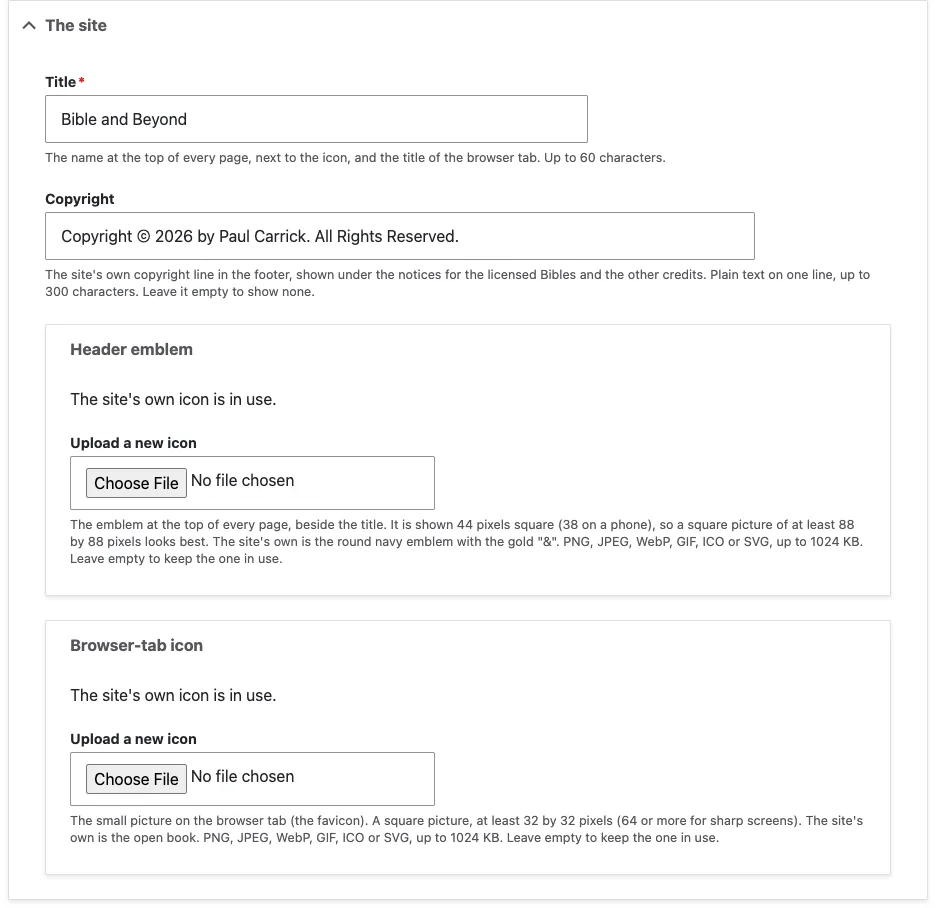 The site
Title*
Bible and Beyond
The name at the top of every page, next to the icon, and the title of the browser tab. Up to 60 characters.
Copyright
Copyright © 2026 by Paul Carrick. All Rights Reserved.
The site's own copyright line in the footer, shown under the notices for the licensed Bibles and the other credits. Plain text on one line, up to
300 characters. Leave it empty to show none.
Header emblem
The site's own icon is in use.
Upload a new icon
Choose File No file chosen
The emblem at the top of every page, beside the title. It is shown 44 pixels square (38 on a phone), so a square picture of at least 88
by 88 pixels looks best. The site's own is the round navy emblem with the gold "&". PNG, JPEG, WebP, GIF, ICO or SVG, up to 1024 KB.
Leave empty to keep the one in use.
Browser-tab icon
The site's own icon is in use.
Upload a new icon
Choose File No file chosen
The small picture on the browser tab (the favicon). A square picture, at least 32 by 32 pixels (64 or more for sharp screens). The site's
own is the open book. PNG, JPEG, WebP, GIF, ICO or SVG, up to 1024 KB. Leave empty to keep the one in use.